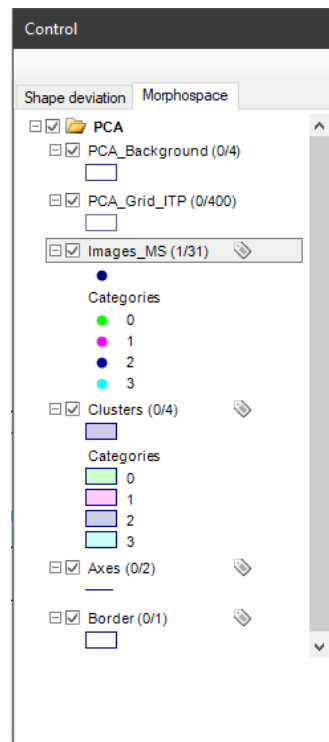 Control
Shape deviation Morphospace
PCA
PCA_Background (0/4)
PCA_Grid_ITP (0/400)
Images_MS (1/31)
Categories
0
1
2
3
Clusters (0/4)
Categories
0
1
2
3
Axes (0/2)
Border (0/1)